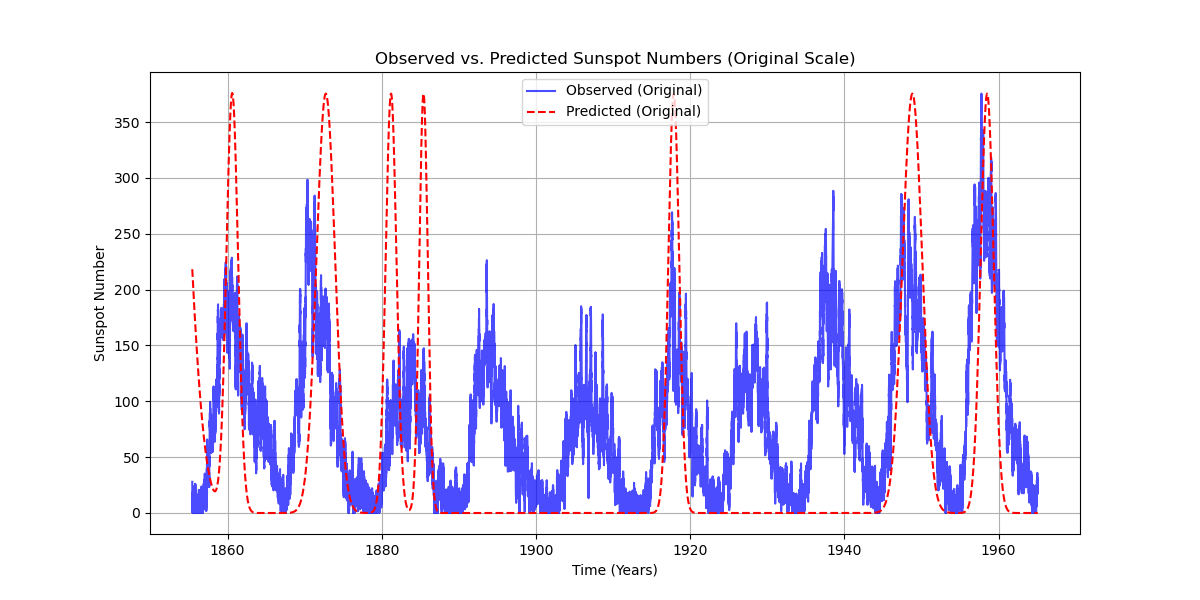 Observed vs. Predicted Sunspot Numbers (Original Scale)
Observed (Original)
Predicted (Original)
350
300
250
200
150
100
50
0
Sunspot Number
1860 1880 1900 1920 1940 1960
Time (Years)